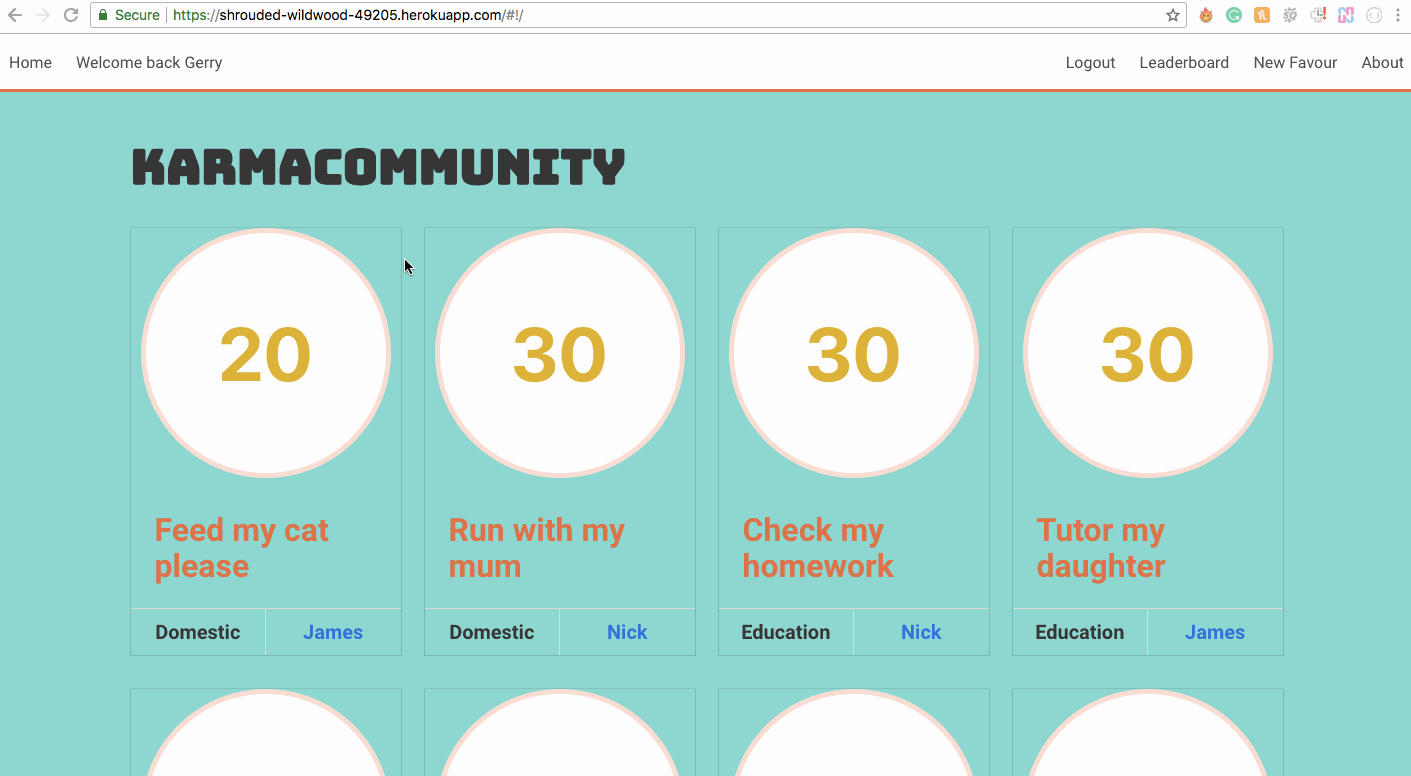 Secure https://shrouded-wildwood-49205.herokuapp.com/#!/
Home Welcome back Gerry Logout Leaderboard New Favour About
KARMACOMMUNITY
20 30 30 30
Feed my cat please
Run with my mum
Check my homework
Tutor my daughter
Domestic James Domestic Nick Education Nick Education James